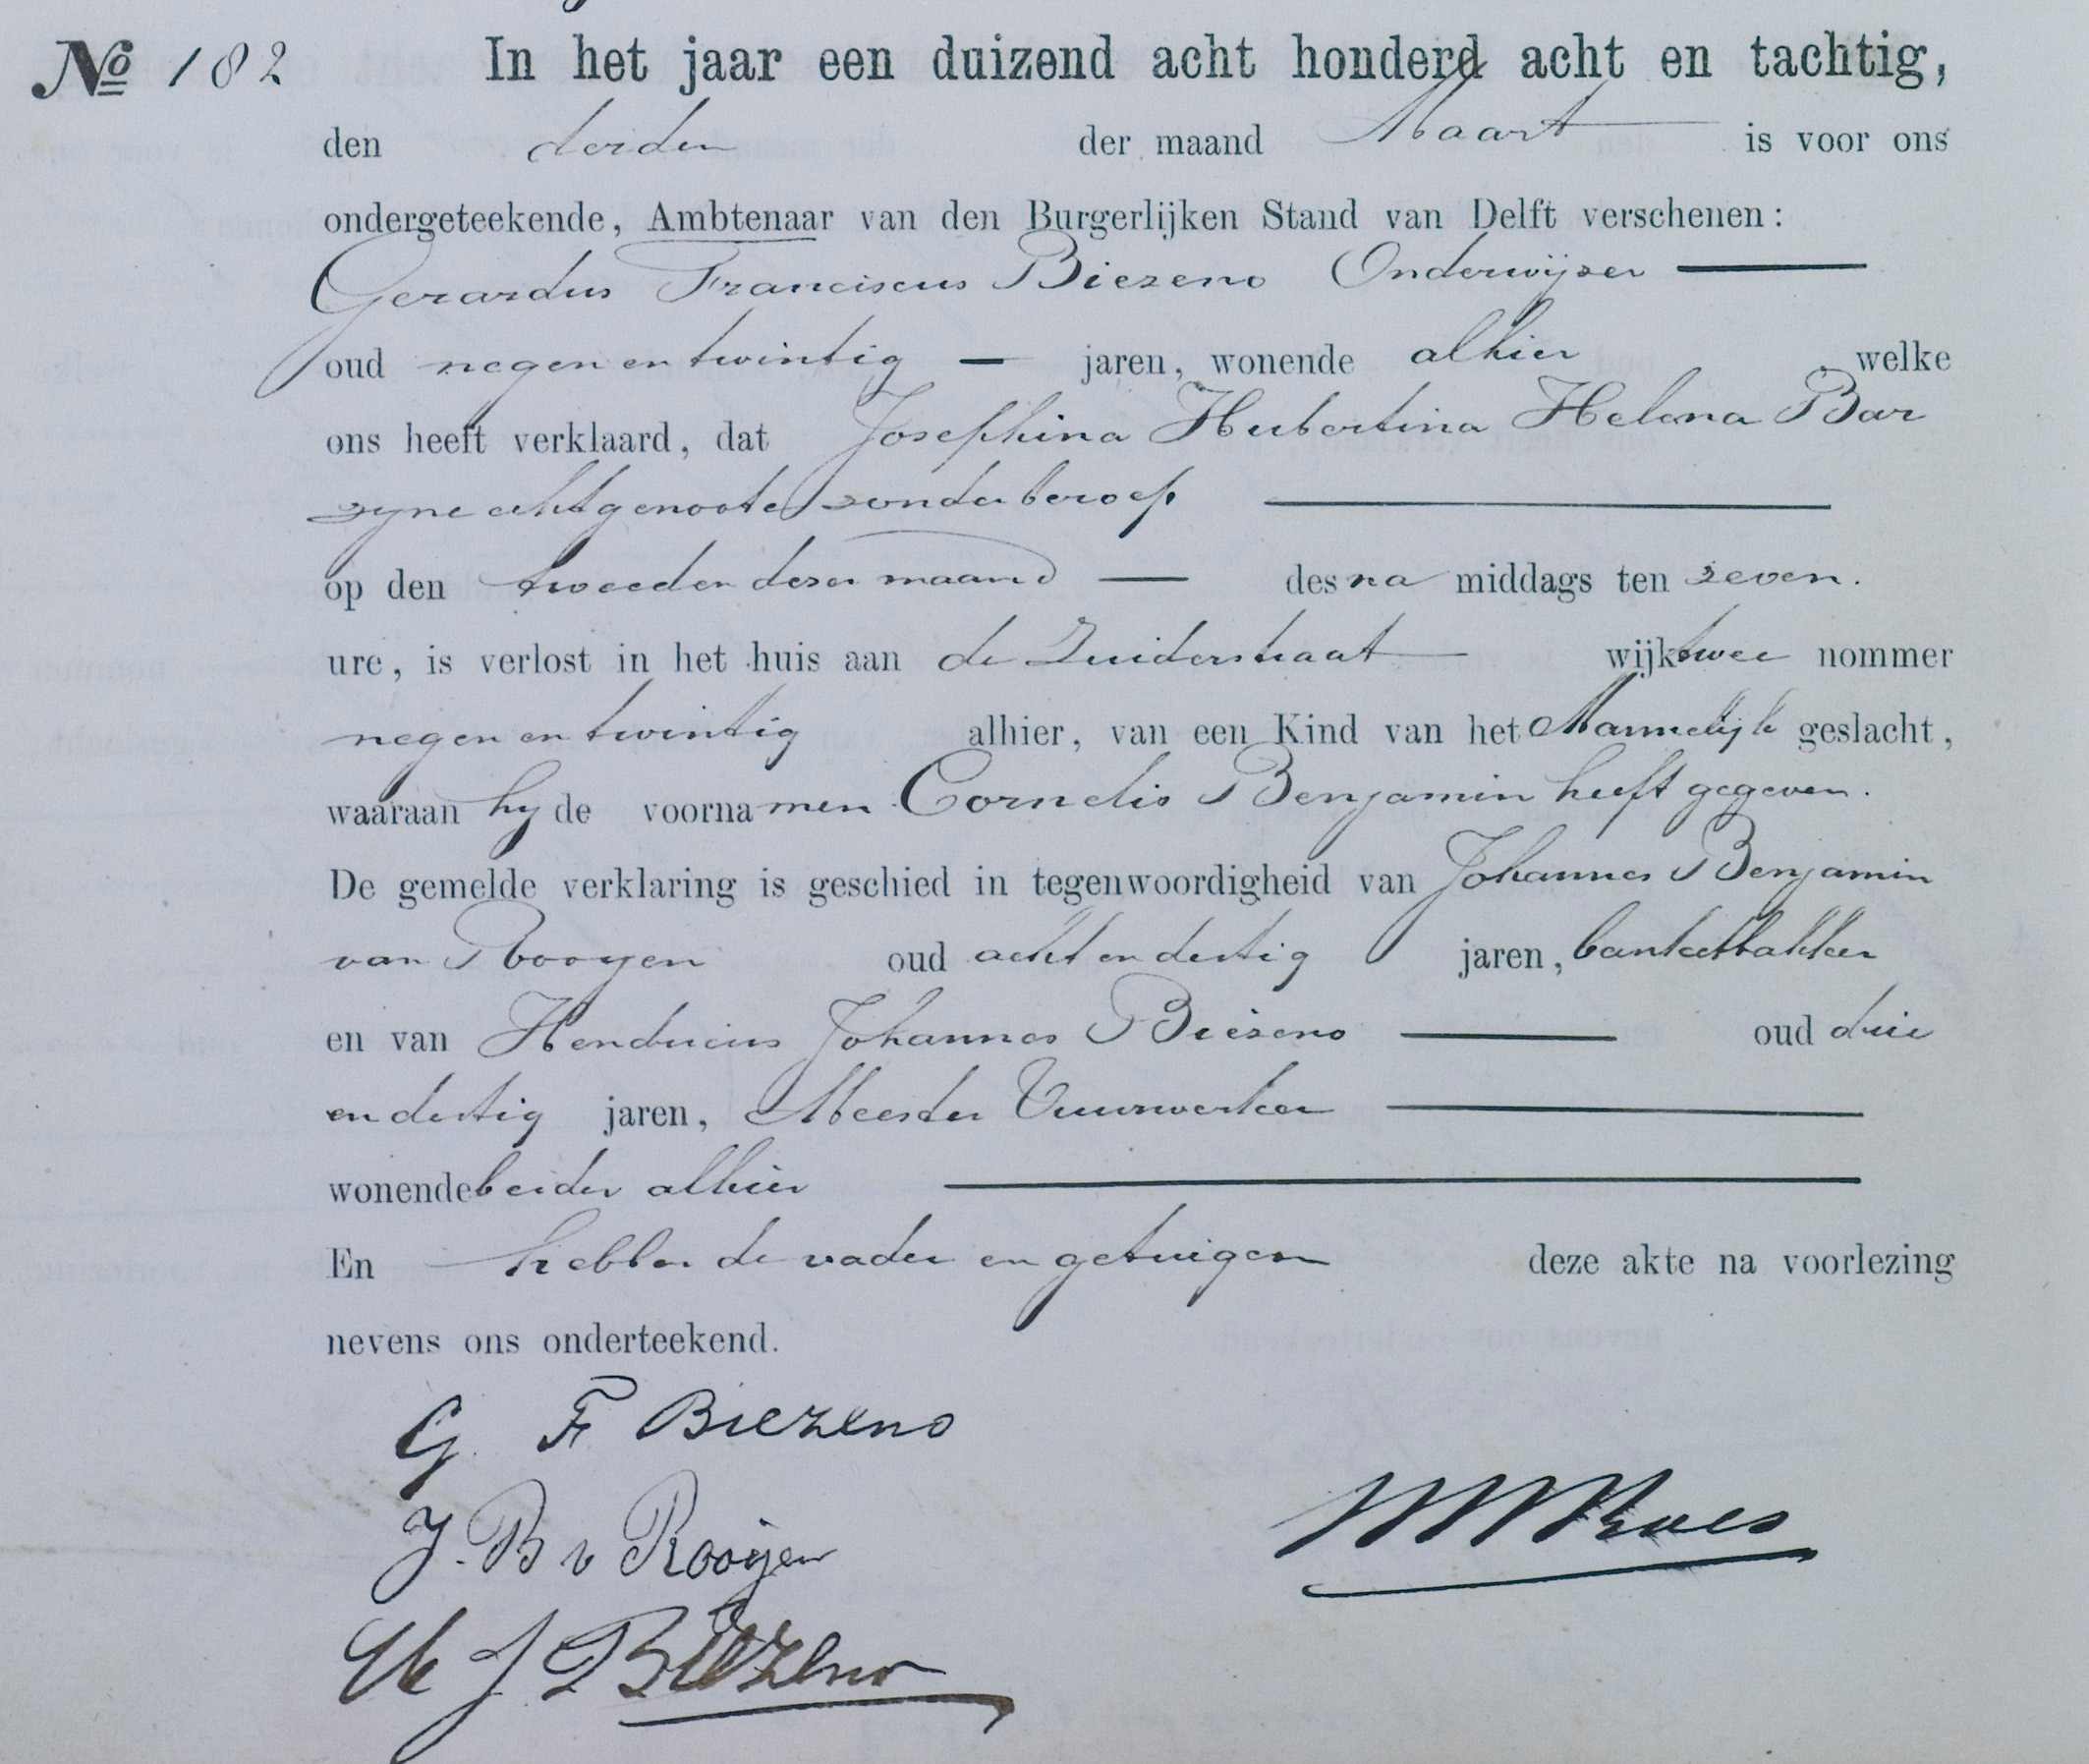 No 182 In het jaar een duizend acht honderd acht en tachtig,
den derden der maand Maart is voor ons
ondergeteekende, Ambtenaar van den Burgerlijken Stand van Delft verschenen:
Gerardus Franciscus Biezeno Onderwijzer
oud negen en twintig jaren, wonende alhier welke
ons heeft verklaard, dat Josephina Hubertina Helena Bar
zyne echtgenoote, zonder beroep
op den tweeden dezer maand des na middags ten zeven.
ure, is verlost in het huis aan de Zuiderstraat wijk twee nommer
negen en twintig alhier, van een Kind van het Mannelijk geslacht,
waaraan hy de voornamen Cornelis Benjamin heeft gegeven.
De gemelde verklaring is geschied in tegenwoordigheid van Johannes Benjamin
van Rooyen oud acht en dertig jaren, banketbakker
en van Hendricus Johannes Biezeno oud drie
en dertig jaren, Meester Vuurwerker
wonende beiden alhier
En hebben de vader en getuigen deze akte na voorlezing
nevens ons onderteekend.
G. F Biezeno
J. B v Rooijen
H J Biezeno